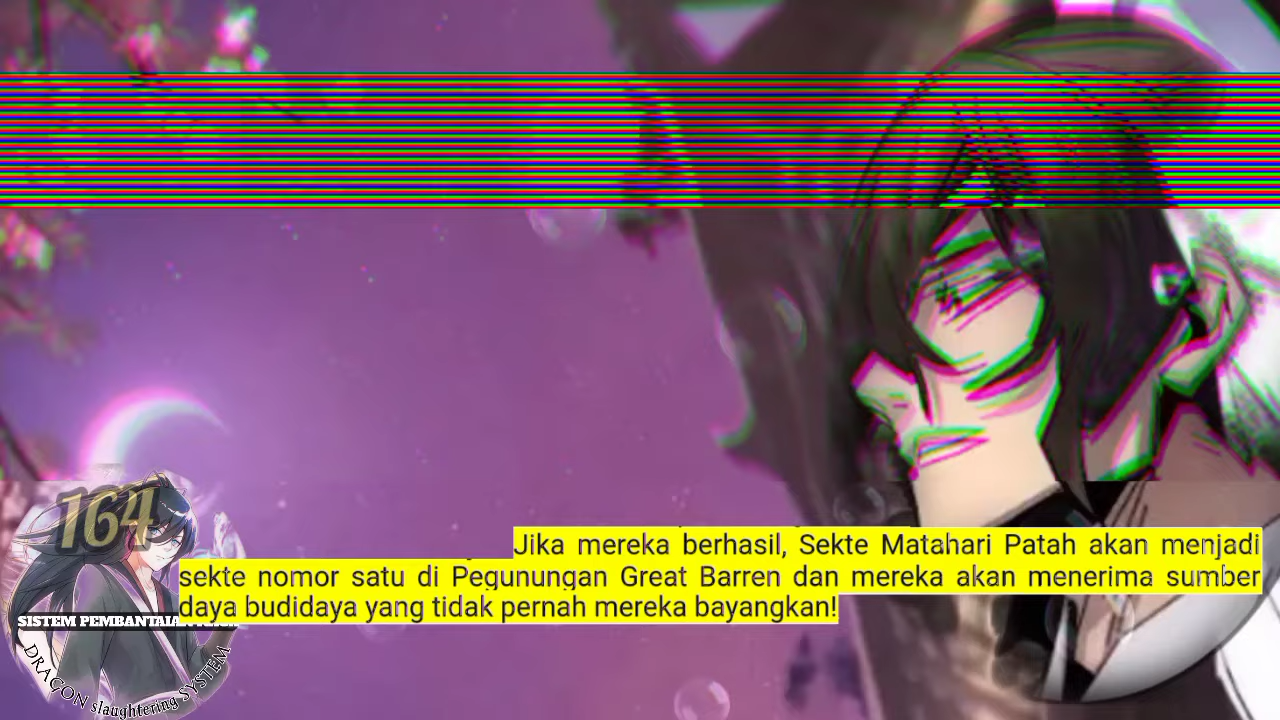 164
Jika mereka berhasil, Sekte Matahari Patah akan menjadi
sekte nomor satu di Pegunungan Great Barren dan mereka akan menerima sumber
daya budidaya yang tidak pernah mereka bayangkan!
SISTEM
DRAGON slaughtering SYSTEM